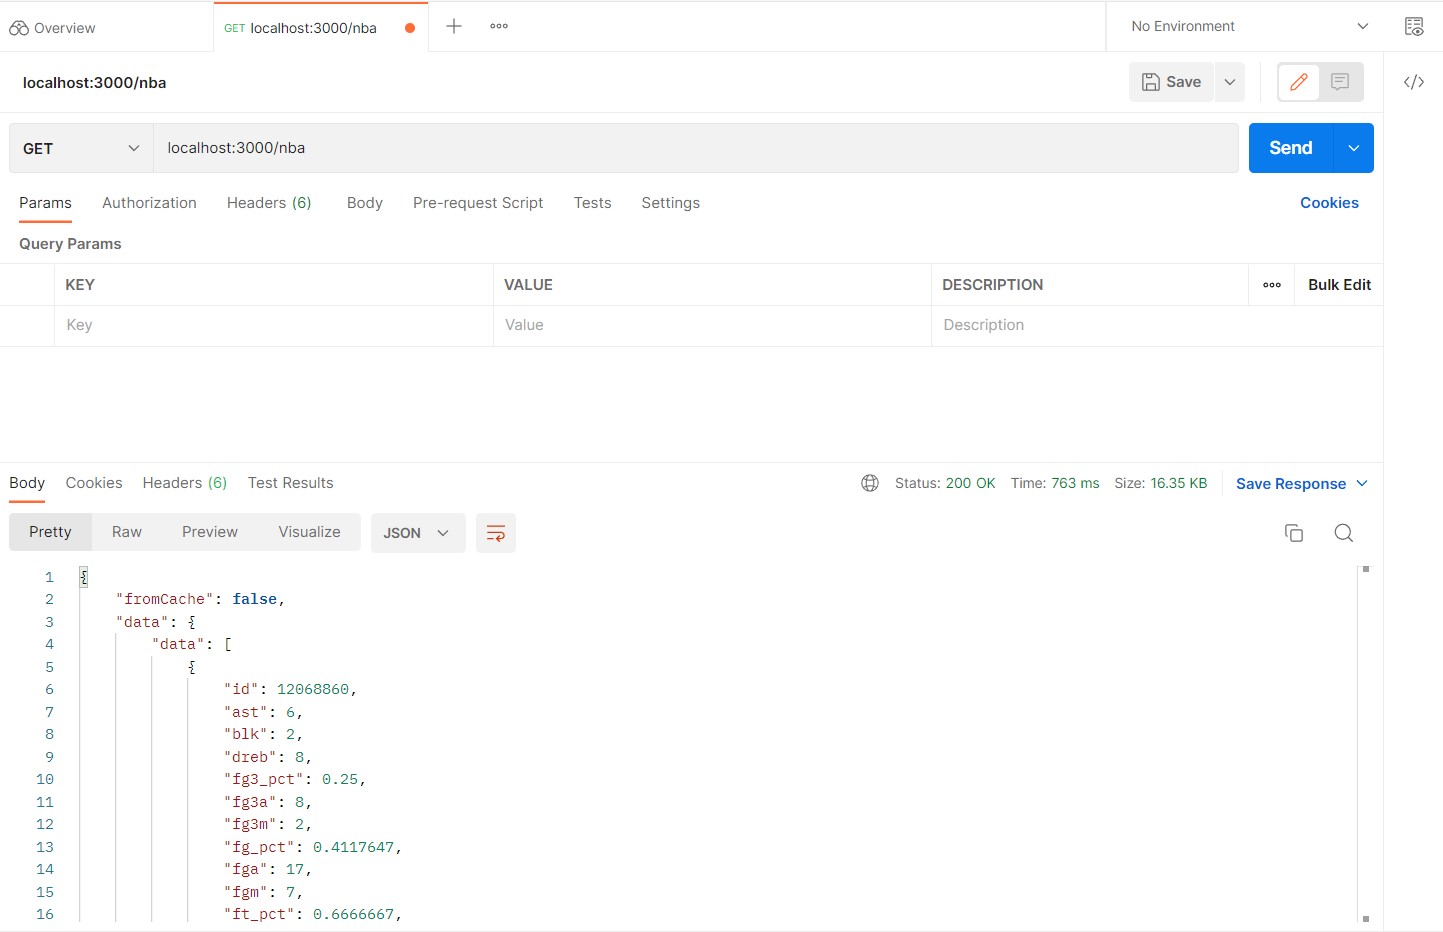 Overview
GET localhost:3000/nba
No Environment
localhost:3000/nba
Save
GET
localhost:3000/nba
Send
Params Authorization Headers (6) Body Pre-request Script Tests Settings Cookies
Query Params
KEY VALUE DESCRIPTION Bulk Edit
Key Value Description
Body Cookies Headers (6) Test Results Status: 200 OK Time: 763 ms Size: 16.35 KB Save Response
Pretty Raw Preview Visualize JSON
1 {
2 "fromCache": false,
3 "data": {
4 "data": [
5 {
6 "id": 12068860,
7 "ast": 6,
8 "blk": 2,
9 "dreb": 8,
10 "fg3_pct": 0.25,
11 "fg3a": 8,
12 "fg3m": 2,
13 "fg_pct": 0.4117647,
14 "fga": 17,
15 "fgm": 7,
16 "ft_pct": 0.6666667,